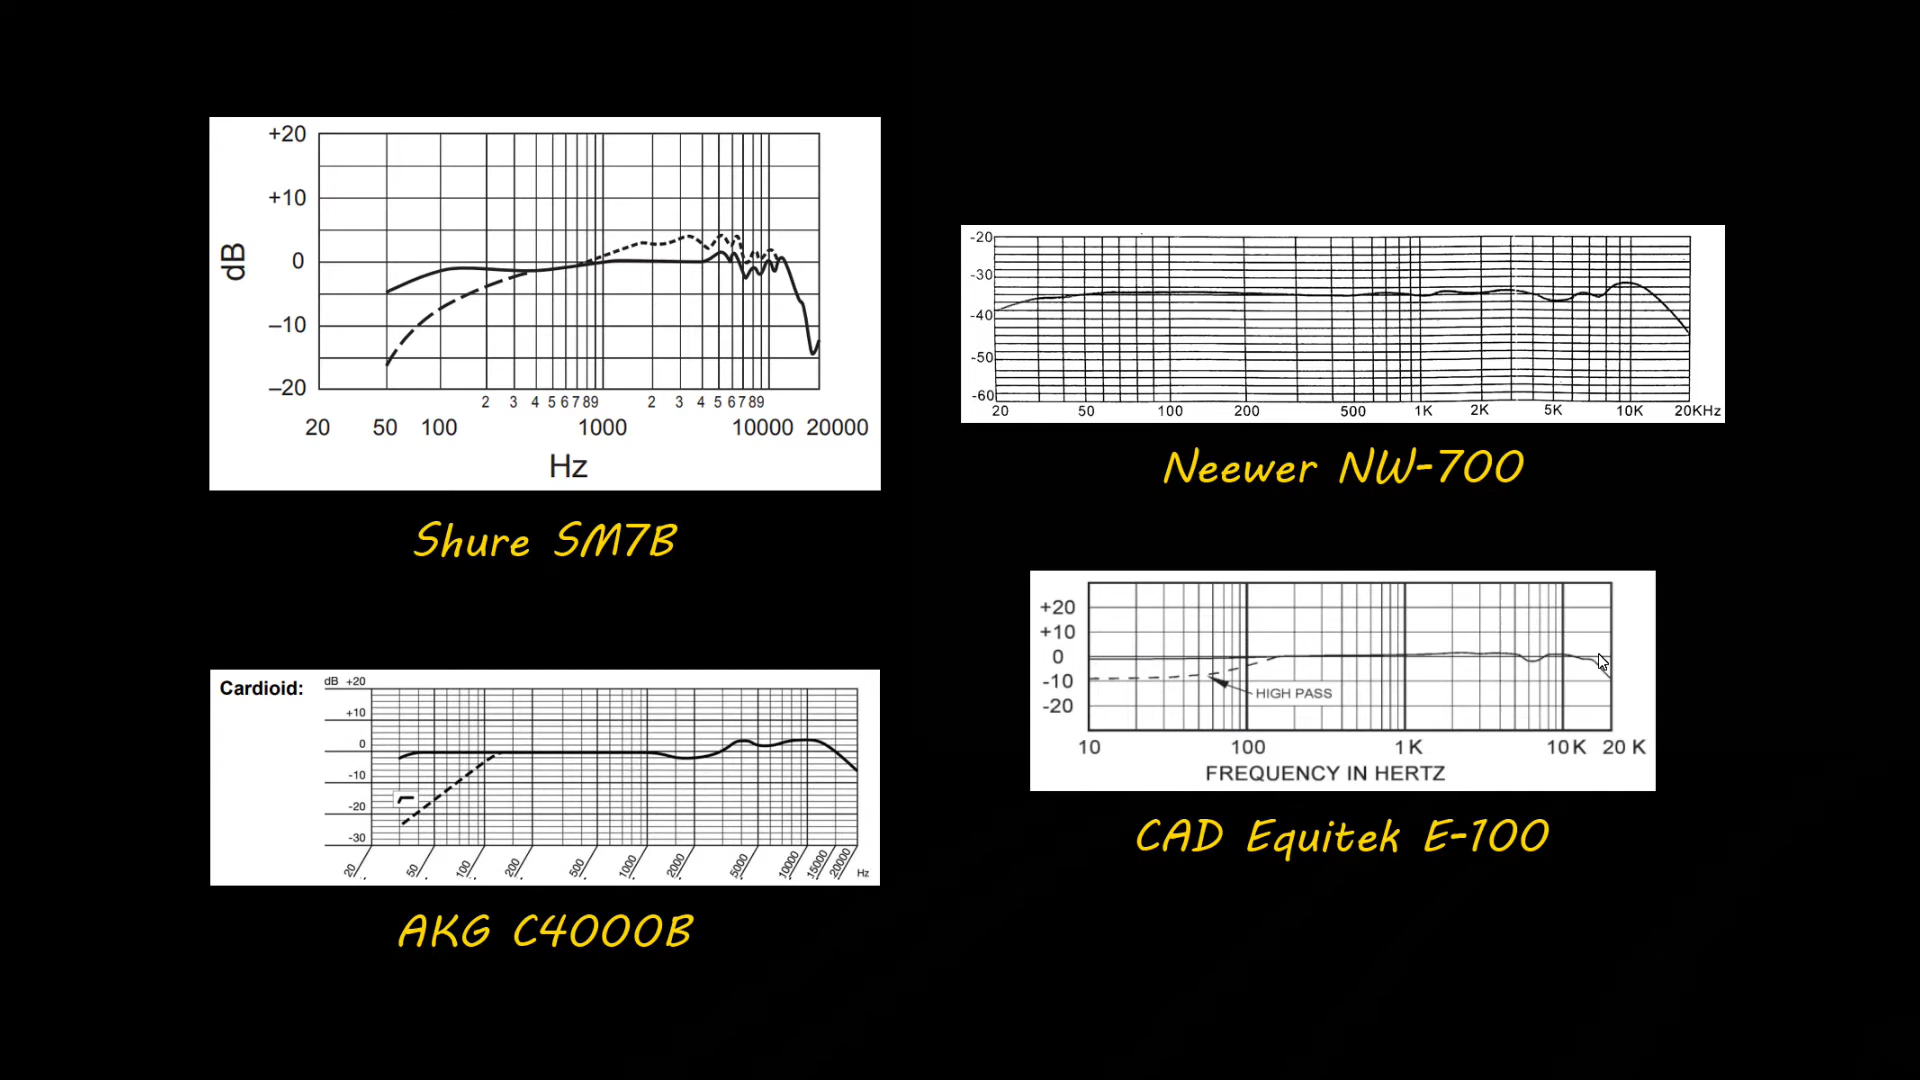 +20
+10
0
–10
–20
dB
2 3 4 5 6 7 8 9 2 3 4 5 6 7 8 9
20 50 100 1000 10000 20000
Hz
Shure SM7B
-20
-30
-40
-50
-60
20 50 100 200 500 1K 2K 5K 10K 20KHz
Neewer NW-700
Cardioid:
dB +20
+10
0
-10
-20
-30
20 50 100 200 500 1000 2000 5000 10000 15000 20000 Hz
AKG C4000B
+20
+10
0
-10
-20
HIGH PASS
10 100 1K 10K 20 K
FREQUENCY IN HERTZ
CAD Equitek E-100